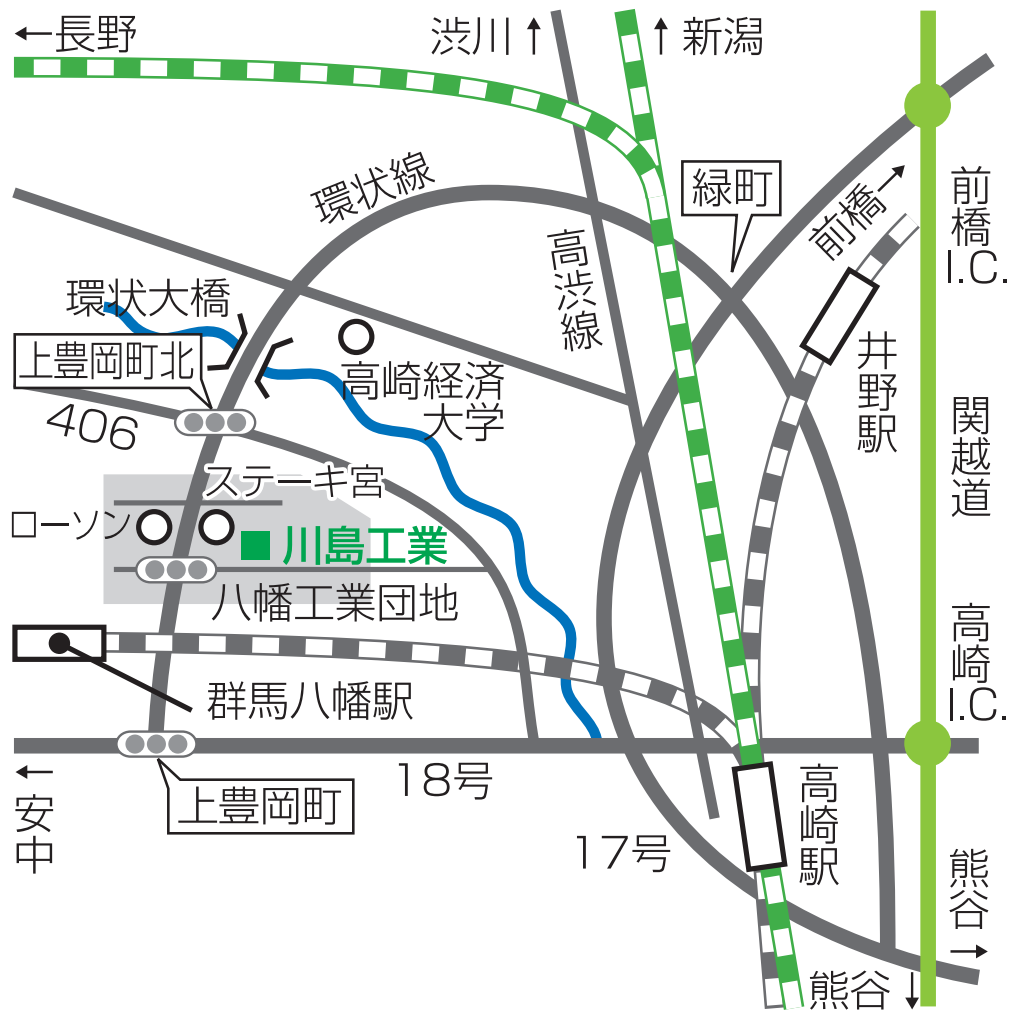 長野
渋川
新潟
環状線
緑町
前橋
前橋
I.C.
高渋線
環状大橋
上豊岡町北
高崎経済
大学
井野駅
406
関越道
ステーキ宮
ローソン
川島工業
八幡工業団地
高崎
I.C.
群馬八幡駅
18号
上豊岡町
安中
17号
高崎駅
熊谷
熊谷